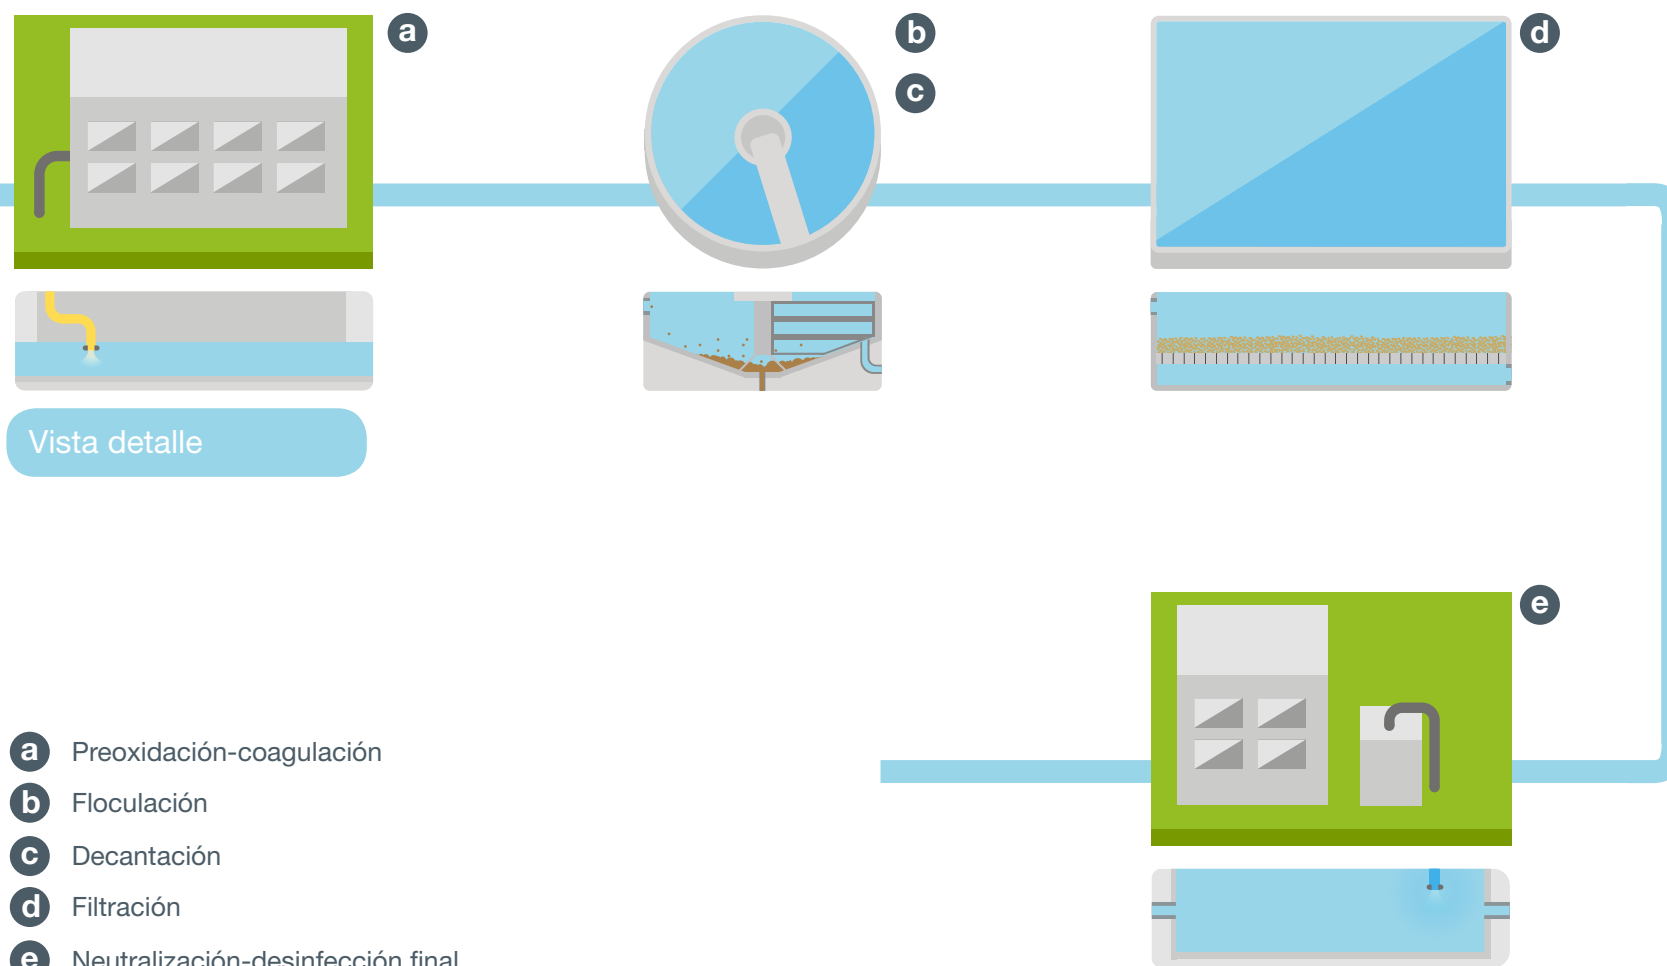 a
b
c
d
Vista detalle
e
a Preoxidación-coagulación
b Floculación
c Decantación
d Filtración
e Neutralización-desinfección final